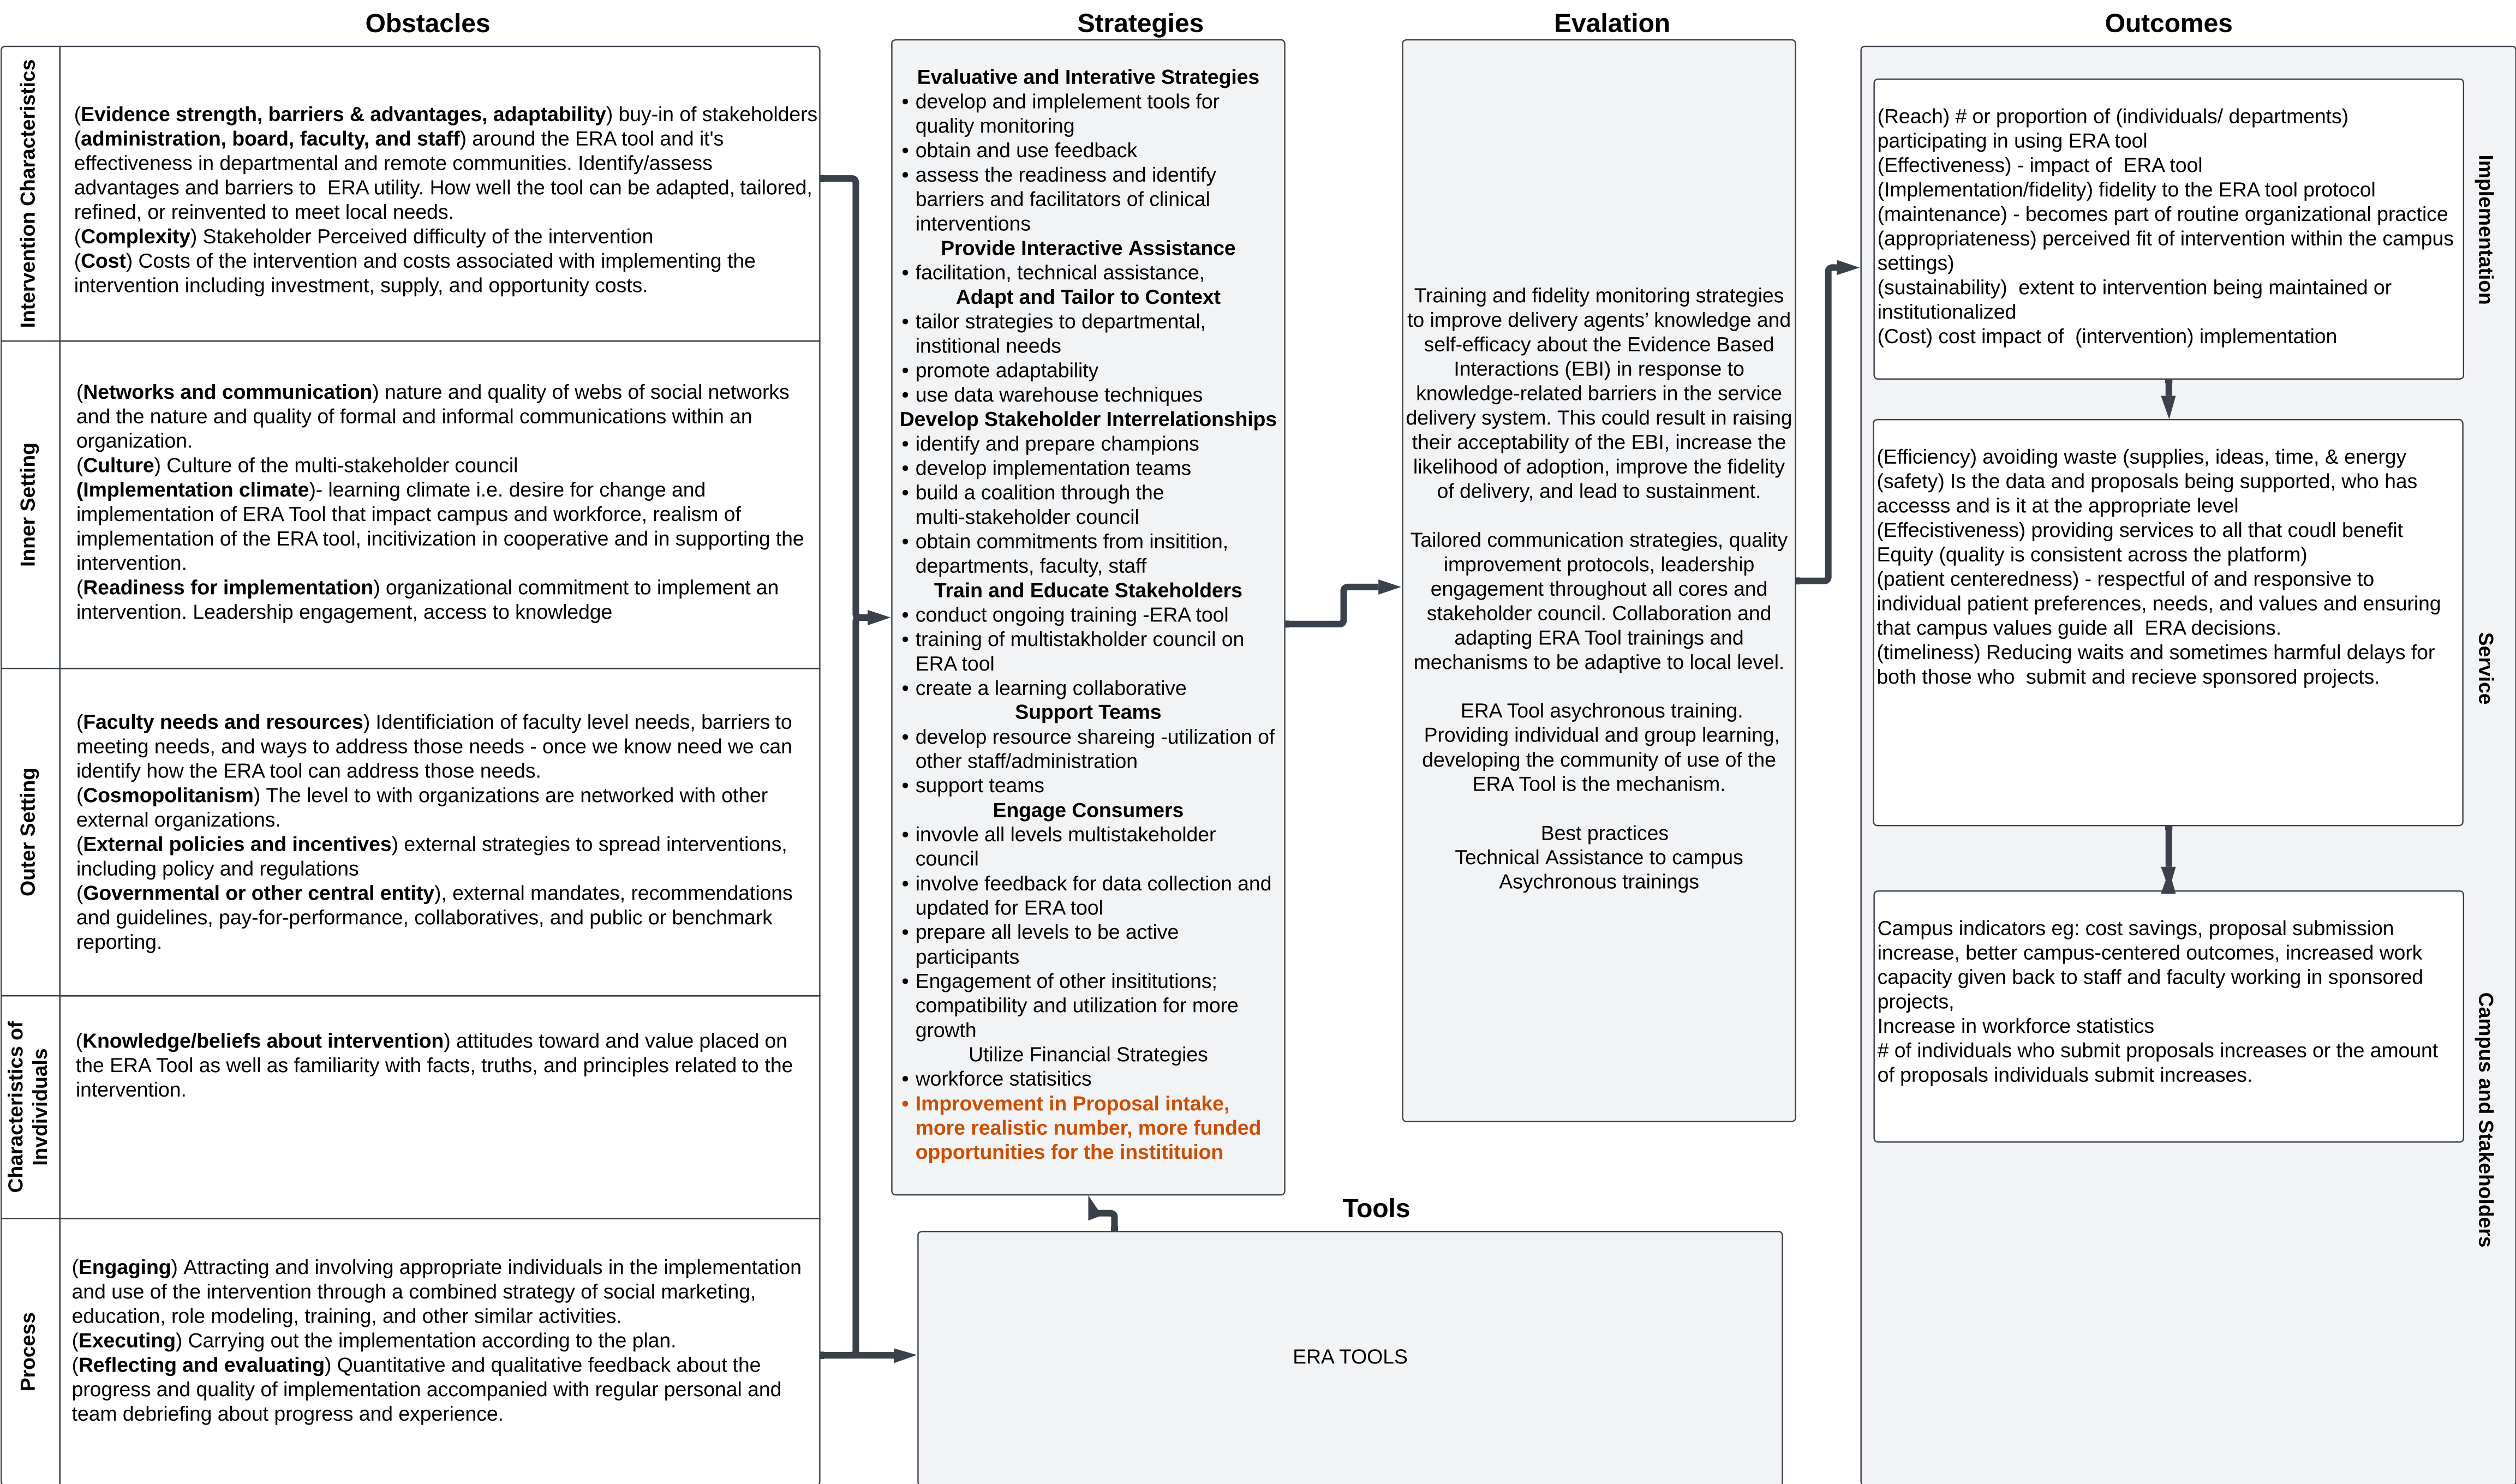 Obstacles
Intervention Characteristics
(Evidence strength, barriers & advantages, adaptability) buy-in of stakeholders
(administration, board, faculty, and staff) around the ERA tool and it's
effectiveness in departmental and remote communities. Identify/assess
advantages and barriers to  ERA utility. How well the tool can be adapted, tailored,
refined, or reinvented to meet local needs.
(Complexity) Stakeholder Perceived difficulty of the intervention
(Cost) Costs of the intervention and costs associated with implementing the
intervention including investment, supply, and opportunity costs.
Inner Setting
(Networks and communication) nature and quality of webs of social networks
and the nature and quality of formal and informal communications within an
organization.
(Culture) Culture of the multi-stakeholder council
(Implementation climate)- learning climate i.e. desire for change and
implementation of ERA Tool that impact campus and workforce, realism of
implementation of the ERA tool, incitivization in cooperative and in supporting the
intervention.
(Readiness for implementation) organizational commitment to implement an
intervention. Leadership engagement, access to knowledge
Outer Setting
(Faculty needs and resources) Identificiation of faculty level needs, barriers to
meeting needs, and ways to address those needs - once we know need we can
identify how the ERA tool can address those needs.
(Cosmopolitanism) The level to with organizations are networked with other
external organizations.
(External policies and incentives) external strategies to spread interventions,
including policy and regulations
(Governmental or other central entity), external mandates, recommendations
and guidelines, pay-for-performance, collaboratives, and public or benchmark
reporting.
Characteristics of
Invdividuals
(Knowledge/beliefs about intervention) attitudes toward and value placed on
the ERA Tool as well as familiarity with facts, truths, and principles related to the
intervention.
Process
(Engaging) Attracting and involving appropriate individuals in the implementation
and use of the intervention through a combined strategy of social marketing,
education, role modeling, training, and other similar activities.
(Executing) Carrying out the implementation according to the plan.
(Reflecting and evaluating) Quantitative and qualitative feedback about the
progress and quality of implementation accompanied with regular personal and
team debriefing about progress and experience.
Strategies
Evaluative and Interative Strategies
• develop and implelement tools for
quality monitoring
• obtain and use feedback
• assess the readiness and identify
barriers and facilitators of clinical
interventions
Provide Interactive Assistance
• facilitation, technical assistance,
Adapt and Tailor to Context
• tailor strategies to departmental,
institional needs
• promote adaptability
• use data warehouse techniques
Develop Stakeholder Interrelationships
• identify and prepare champions
• develop implementation teams
• build a coalition through the
multi-stakeholder council
• obtain commitments from insitition,
departments, faculty, staff
Train and Educate Stakeholders
• conduct ongoing training -ERA tool
• training of multistakholder council on
ERA tool
• create a learning collaborative
Support Teams
• develop resource shareing -utilization of
other staff/administration
• support teams
Engage Consumers
• invovle all levels multistakeholder
council
• involve feedback for data collection and
updated for ERA tool
• prepare all levels to be active
participants
• Engagement of other insititutions;
compatibility and utilization for more
growth
Utilize Financial Strategies
• workforce statisitics
• Improvement in Proposal intake,
more realistic number, more funded
opportunities for the institituion
Tools
ERA TOOLS
Evalation
Training and fidelity monitoring strategies
to improve delivery agents’ knowledge and
self-efficacy about the Evidence Based
Interactions (EBI) in response to
knowledge-related barriers in the service
delivery system. This could result in raising
their acceptability of the EBI, increase the
likelihood of adoption, improve the fidelity
of delivery, and lead to sustainment.
Tailored communication strategies, quality
improvement protocols, leadership
engagement throughout all cores and
stakeholder council. Collaboration and
adapting ERA Tool trainings and
mechanisms to be adaptive to local level.
ERA Tool asychronous training.
Providing individual and group learning,
developing the community of use of the
ERA Tool is the mechanism.
Best practices
Technical Assistance to campus
Asychronous trainings
Outcomes
(Reach) # or proportion of (individuals/ departments)
participating in using ERA tool
(Effectiveness) - impact of  ERA tool
(Implementation/fidelity) fidelity to the ERA tool protocol
(maintenance) - becomes part of routine organizational practice
(appropriateness) perceived fit of intervention within the campus
settings)
(sustainability)  extent to intervention being maintained or
institutionalized
(Cost) cost impact of  (intervention) implementation
Implementation
(Efficiency) avoiding waste (supplies, ideas, time, & energy
(safety) Is the data and proposals being supported, who has
accesss and is it at the appropriate level
(Effecistiveness) providing services to all that coudl benefit
Equity (quality is consistent across the platform)
(patient centeredness) - respectful of and responsive to
individual patient preferences, needs, and values and ensuring
that campus values guide all  ERA decisions.
(timeliness) Reducing waits and sometimes harmful delays for
both those who  submit and recieve sponsored projects.
Service
Campus indicators eg: cost savings, proposal submission
increase, better campus-centered outcomes, increased work
capacity given back to staff and faculty working in sponsored
projects,
Increase in workforce statistics
# of individuals who submit proposals increases or the amount
of proposals individuals submit increases.
Campus and Stakeholders